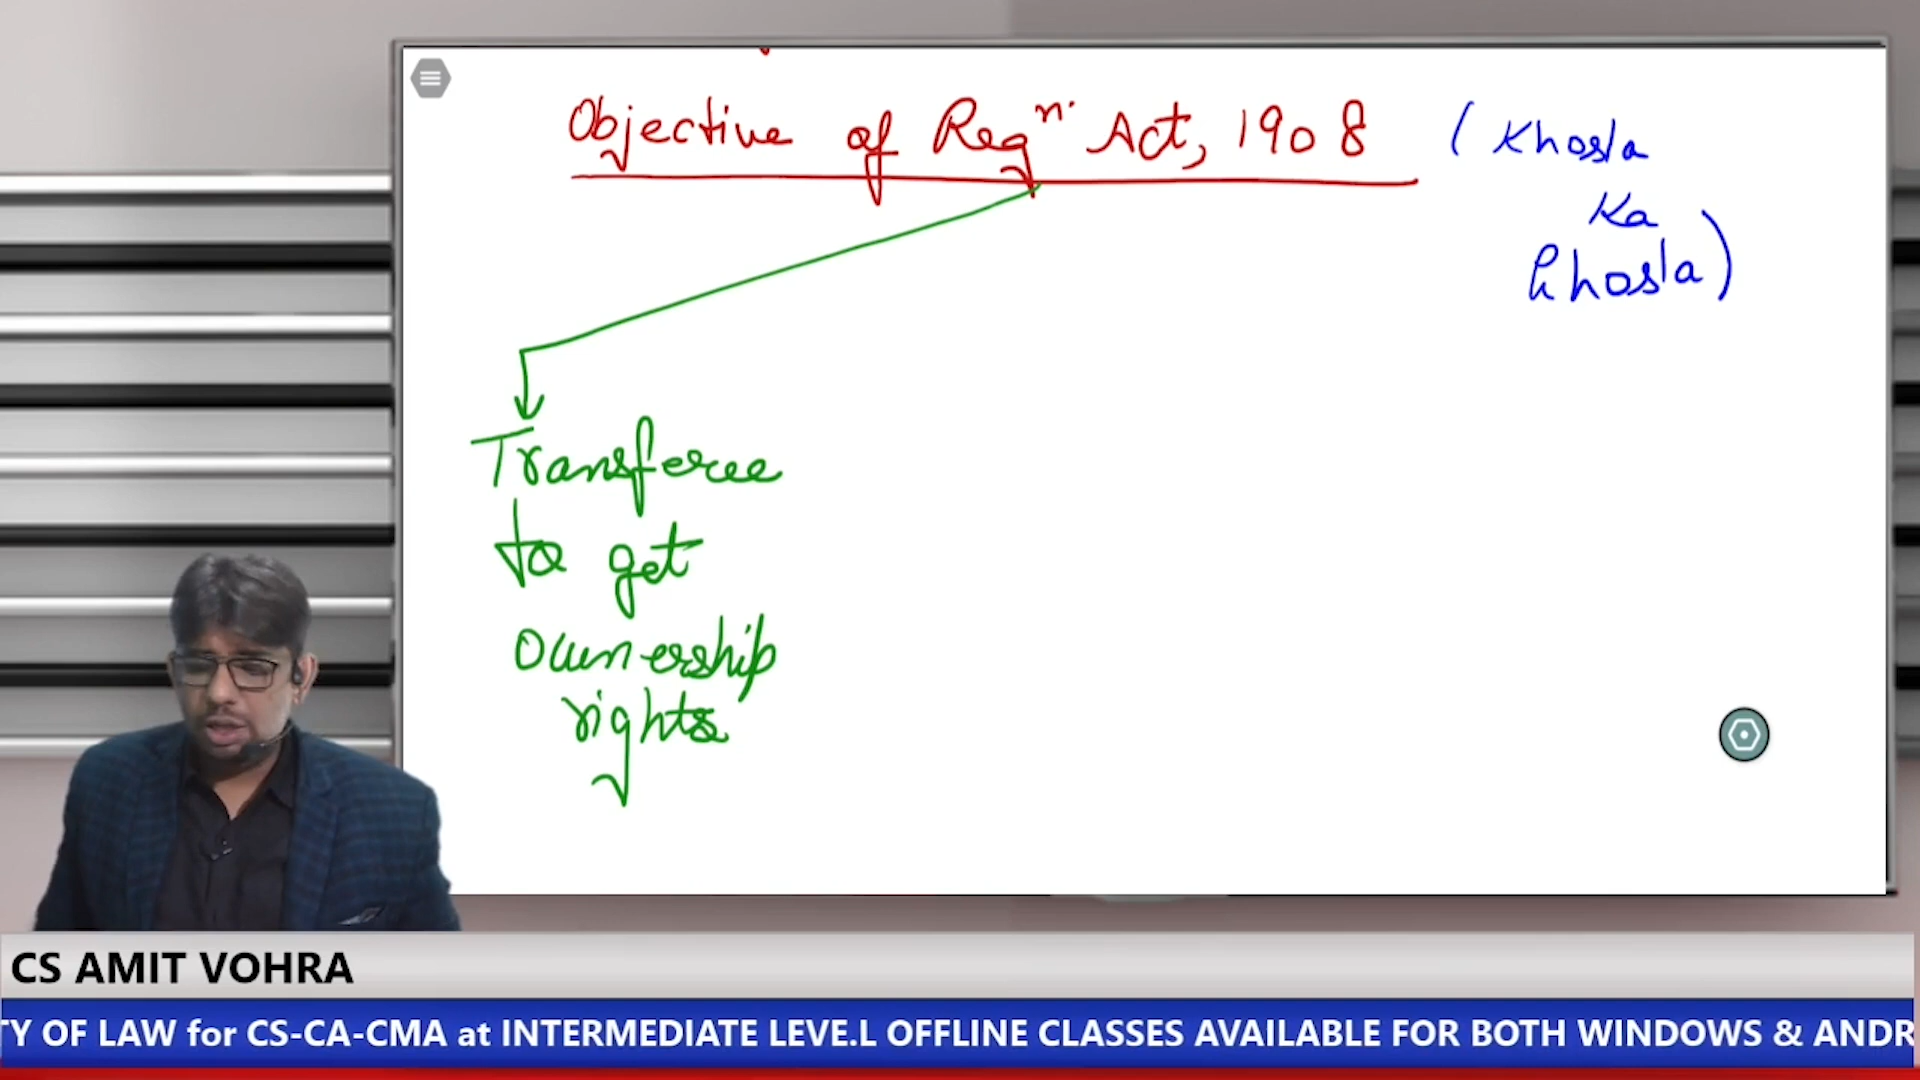 Objective of Regn. Act, 1908 (Khosla
Ka
Ghosla)
Transferee
to get
Ownership
rights
CS AMIT VOHRA
TY OF LAW for CS-CA-CMA at INTERMEDIATE LEVE.L OFFLINE CLASSES AVAILABLE FOR BOTH WINDOWS & ANDR